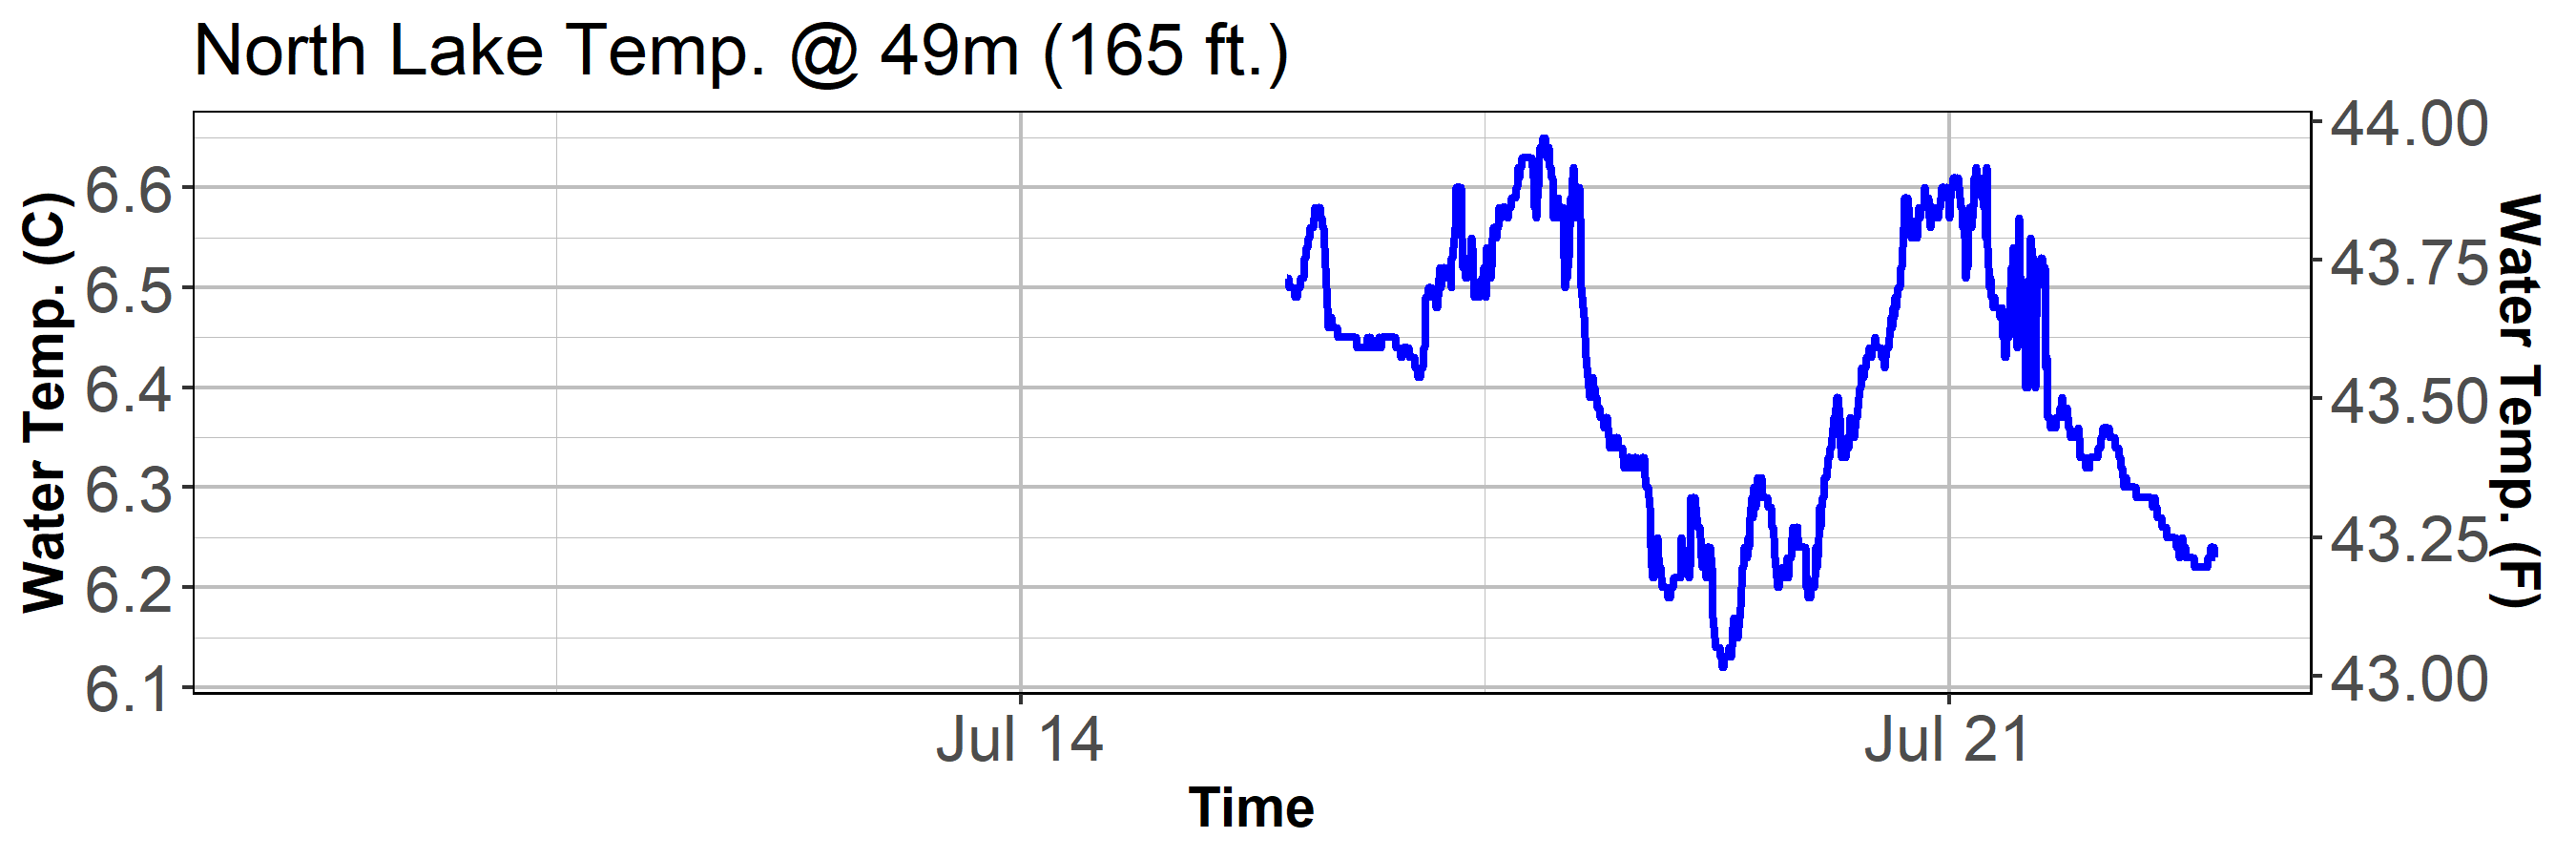 North Lake Temp. @ 49m (165 ft.)
Water Temp. (C)
6.6
6.5
6.4
6.3
6.2
6.1
44.00
43.75
43.50
43.25
43.00
Water Temp. (F)
Jul 14
Jul 21
Time